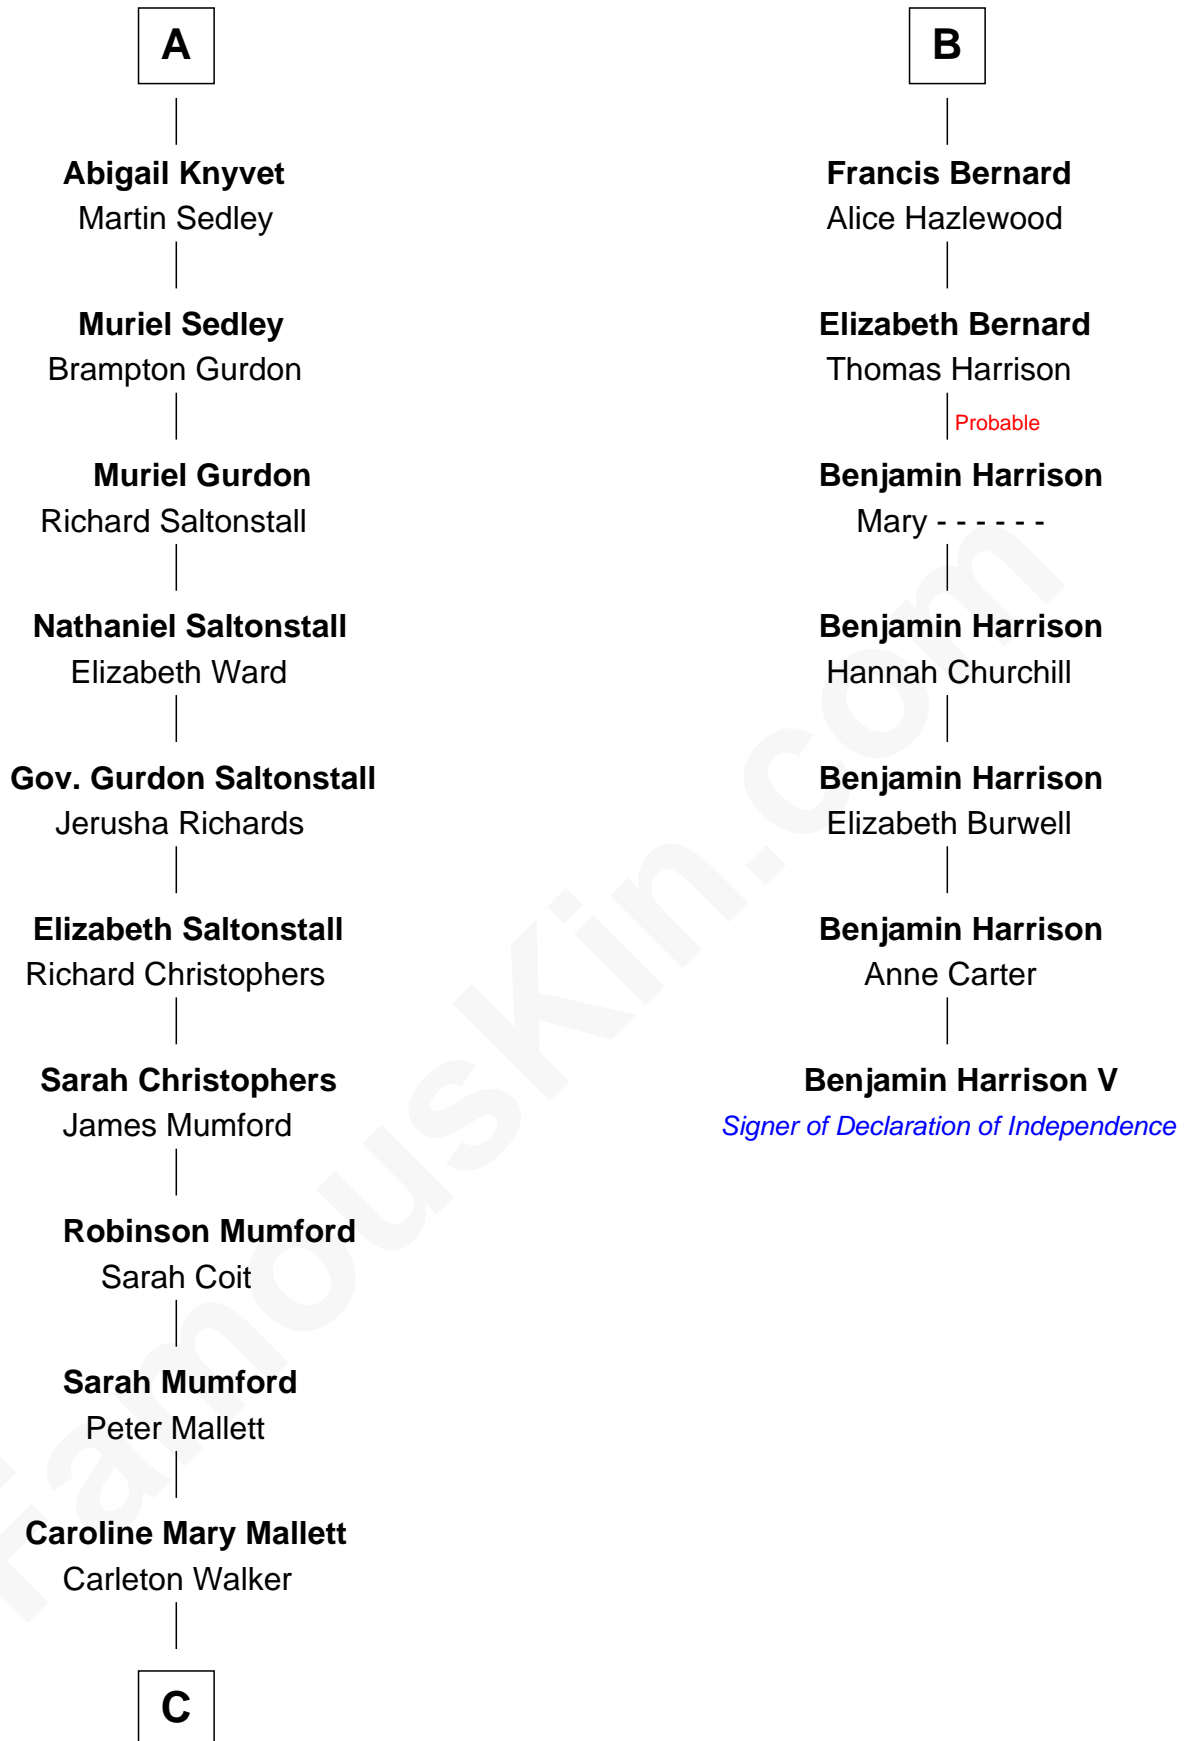 A
Abigail Knyvet
Martin Sedley
Muriel Sedley
Brampton Gurdon
Muriel Gurdon
Richard Saltonstall
Nathaniel Saltonstall
Elizabeth Ward
Gov. Gurdon Saltonstall
Jerusha Richards
Elizabeth Saltonstall
Richard Christophers
Sarah Christophers
James Mumford
Robinson Mumford
Sarah Coit
Sarah Mumford
Peter Mallett
Caroline Mary Mallett
Carleton Walker
C
B
Francis Bernard
Alice Hazlewood
Elizabeth Bernard
Thomas Harrison
Probable
Benjamin Harrison
Mary - - - - - -
Benjamin Harrison
Hannah Churchill
Benjamin Harrison
Elizabeth Burwell
Benjamin Harrison
Anne Carter
Benjamin Harrison V
Signer of Declaration of Independence
FamousKin.com